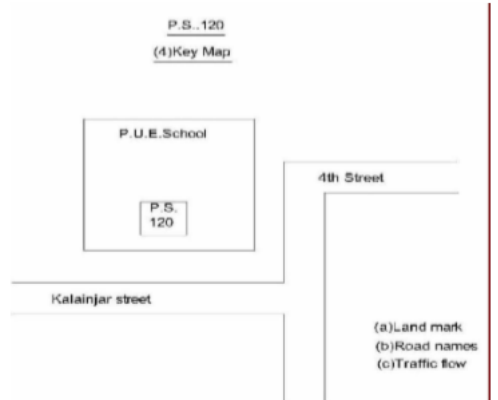 P.S..120
(4)Key Map
P.U.E.School
4th Street
P.S.
120
Kalainjar street
(a)Land mark
(b)Road names
(c)Traffic flow